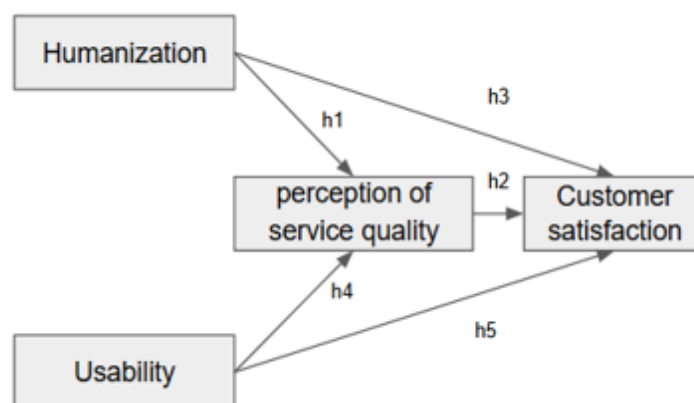 Humanization
h3
h1
h2
perception of
service quality
Customer
satisfaction
h4
h5
Usability